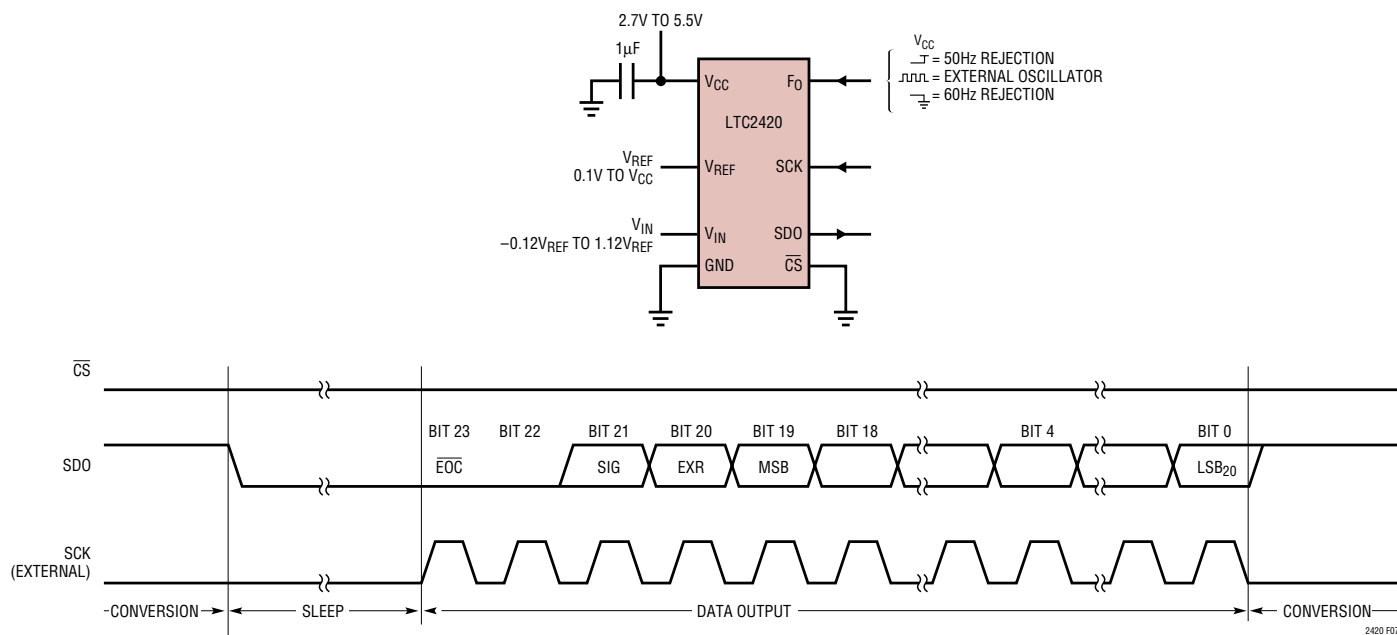 2.7V TO 5.5V
1µF
VCC
FO
VCC
= 50Hz REJECTION
= EXTERNAL OSCILLATOR
= 60Hz REJECTION
LTC2420
VREF
0.1V TO VCC
VREF
SCK
VIN
–0.12VREF TO 1.12VREF
VIN
SDO
GND
CS
CS
BIT 23
BIT 22
BIT 21
BIT 20
BIT 19
BIT 18
BIT 4
BIT 0
SDO
EOC
SIG
EXR
MSB
LSB20
SCK
(EXTERNAL)
CONVERSION
SLEEP
DATA OUTPUT
CONVERSION
2420 F07